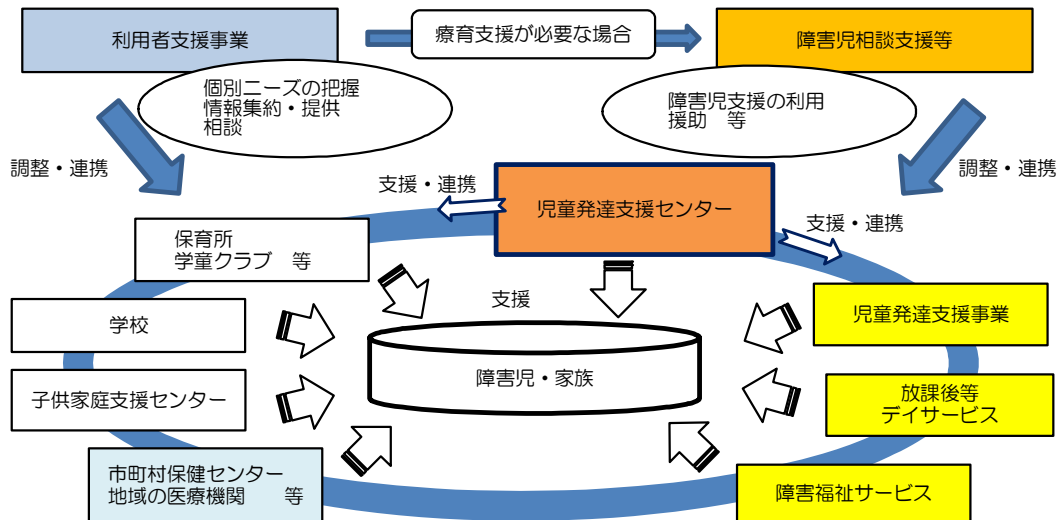 利用者支援事業
療育支援が必要な場合
障害児相談支援等
個別ニーズの把握
情報集約・提供
相談
障害児支援の利用
援助　等
調整・連携
調整・連携
支援・連携
児童発達支援センター
支援・連携
保育所
学童クラブ　等
支援
学校
児童発達支援事業
障害児・家族
子供家庭支援センター
放課後等
デイサービス
市町村保健センター
地域の医療機関　　等
障害福祉サービス